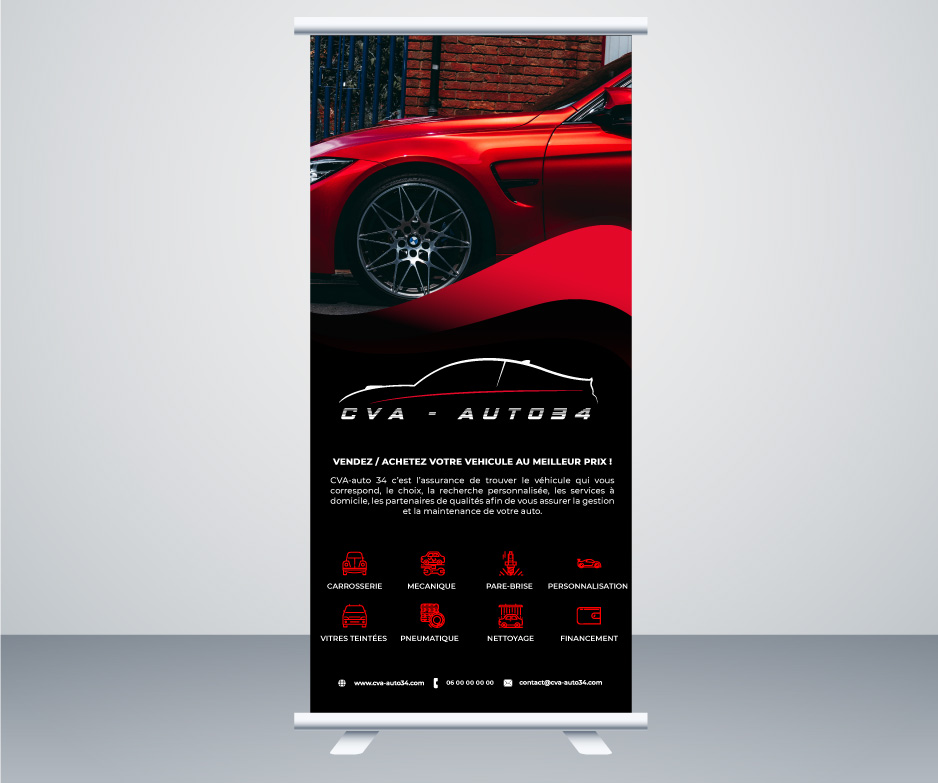 CVA - AUTO34
VENDEZ / ACHETEZ VOTRE VEHICULE AU MEILLEUR PRIX !
CVA-auto 34 c'est l'assurance de trouver le véhicule qui vous
correspond, le choix, la recherche personnalisée, les services à
domicile, les partenaires de qualités afin de vous assurer la gestion
et la maintenance de votre auto.
CARROSSERIE MECANIQUE PARE-BRISE PERSONNALISATION
VITRES TEINTÉES PNEUMATIQUE NETTOYAGE FINANCEMENT
www.cva-auto34.com 06 00 00 00 00 contact@cva-auto34.com